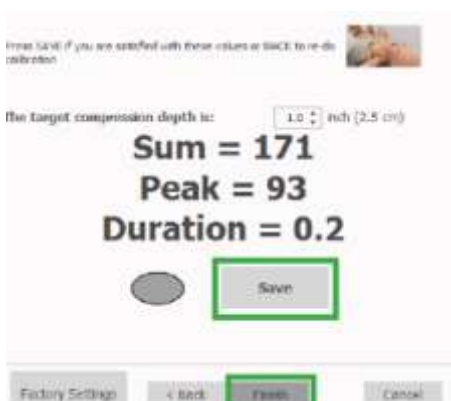 Press SAVE if you are satisfied with these values or BACK to re-do
calibration
The target compression depth is: 1.0 inch (2.5 cm)
Sum = 171
Peak = 93
Duration = 0.2
Save
Factory Settings < Back Finish Cancel